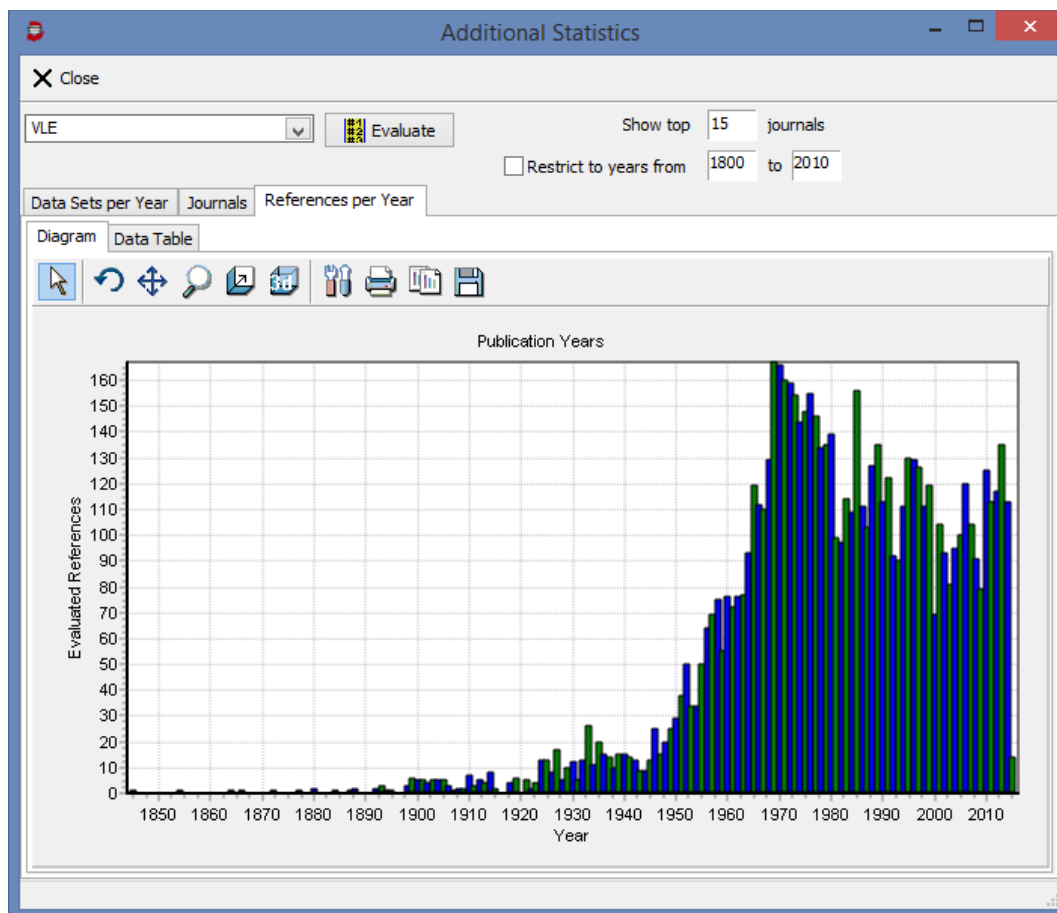 Additional Statistics
Close
VLE
Evaluate
Show top 15 journals
Restrict to years from 1800 to 2010
Data Sets per Year Journals References per Year
Diagram Data Table
3d
Publication Years
Evaluated References
160
150
140
130
120
110
100
90
80
70
60
50
40
30
20
10
0
1850 1860 1870 1880 1890 1900 1910 1920 1930 1940 1950 1960 1970 1980 1990 2000 2010
Year